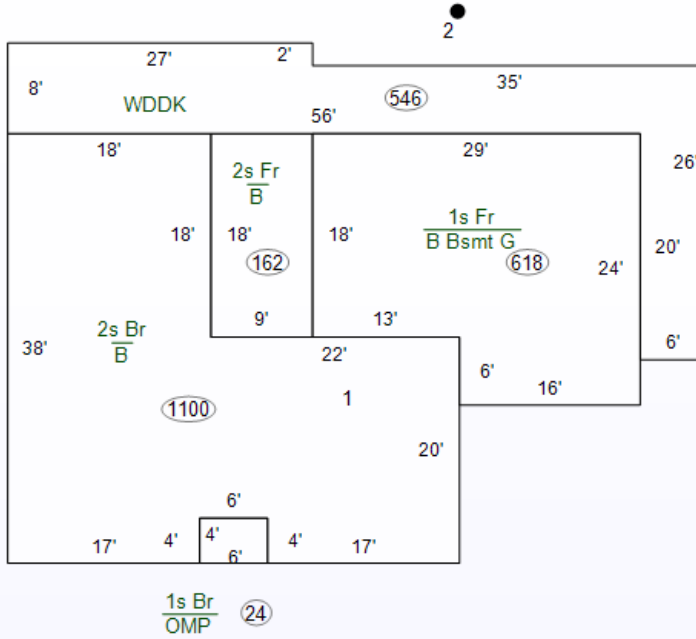 2
27' 2'
8' 35'
WDDK 546
56'
18' 29'
26'
2s Fr
B
1s Fr
B Bsmt G
18' 18' 18'
20'
162 618
24'
9' 13'
2s Br
B
38' 22' 6'
6'
16'
1100 1
20'
6'
17' 4' 4' 4' 17'
6'
1s Br
OMP
24